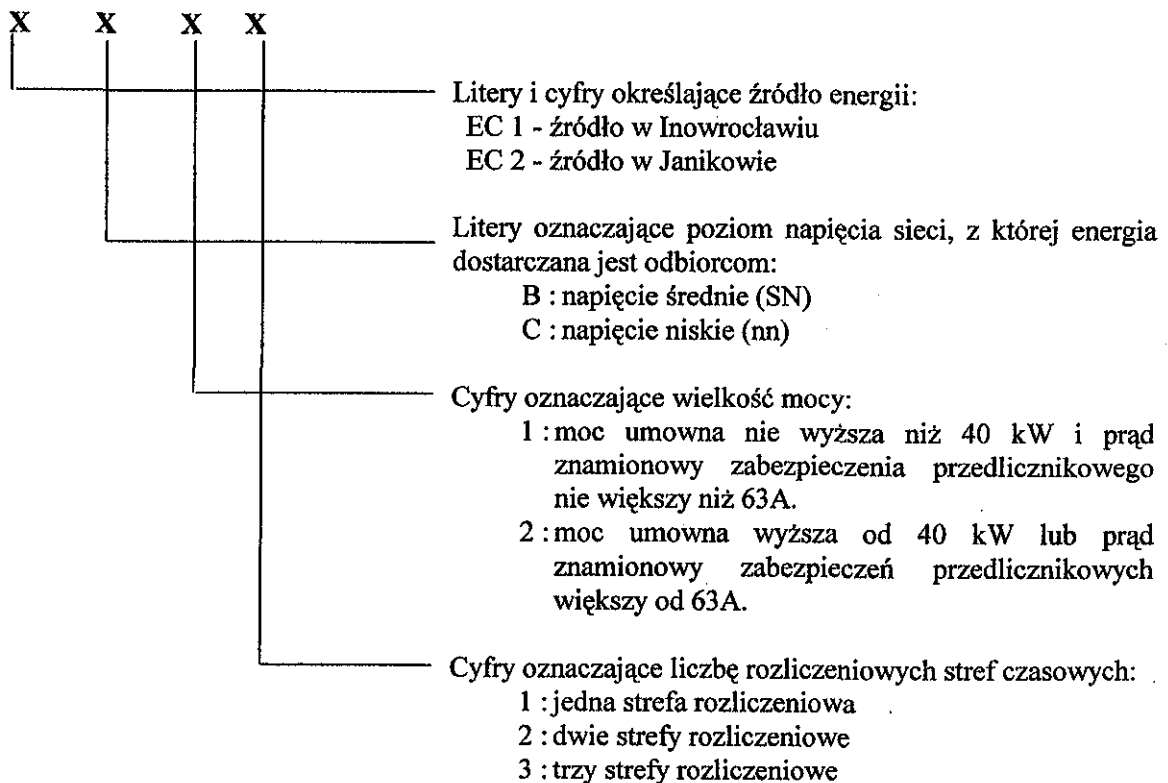 X X X X
Litery i cyfry określające źródło energii:
EC 1 - źródło w Inowrocławiu
EC 2 - źródło w Janikowie
Litery oznaczające poziom napięcia sieci, z której energia
dostarczana jest odbiorcom:
B : napięcie średnie (SN)
C : napięcie niskie (nn)
Cyfry oznaczające wielkość mocy:
1 : moc umowna nie wyższa niż 40 kW i prąd
znamionowy zabezpieczenia przedlicznikowego
nie większy niż 63A.
2 : moc umowna wyższa od 40 kW lub prąd
znamionowy zabezpieczeń przedlicznikowych
większy od 63A.
Cyfry oznaczające liczbę rozliczeniowych stref czasowych:
1 : jedna strefa rozliczeniowa
2 : dwie strefy rozliczeniowe
3 : trzy strefy rozliczeniowe